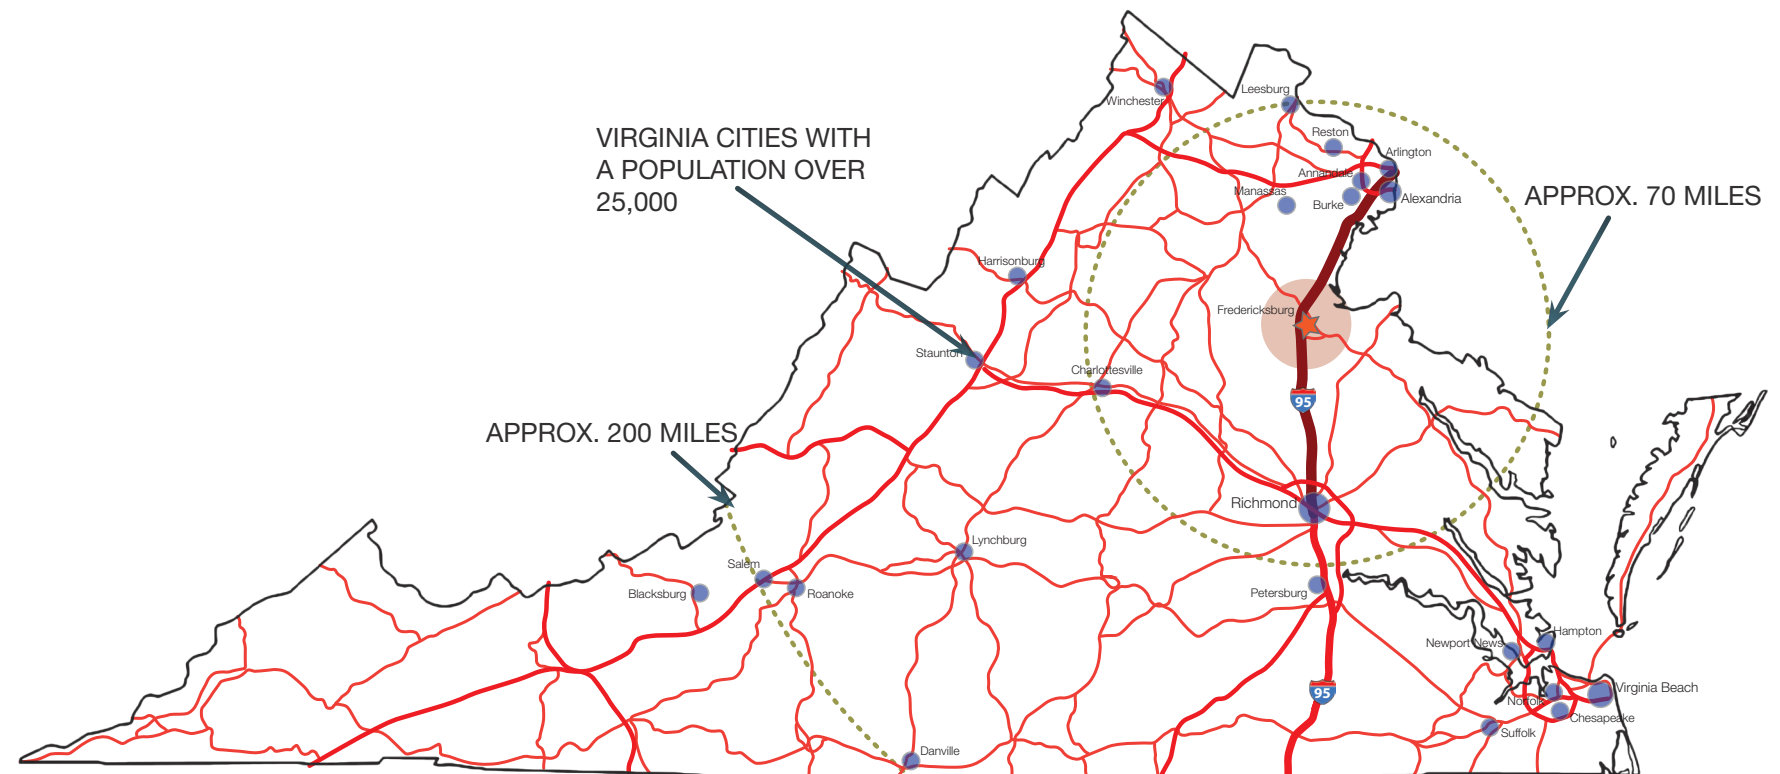 Winchester
Leesburg
VIRGINIA CITIES WITH
A POPULATION OVER
25,000
Reston
Arlington
Annandale
Manassas
Burke
Alexandria
APPROX. 70 MILES
Harrisonburg
Fredericksburg
Staunton
Charlottesville
95
APPROX. 200 MILES
Richmond
Lynchburg
Salem
Blacksburg
Roanoke
Petersburg
Hampton
Newport News
95
Virginia Beach
Norfolk
Chesapeake
Suffolk
Danville